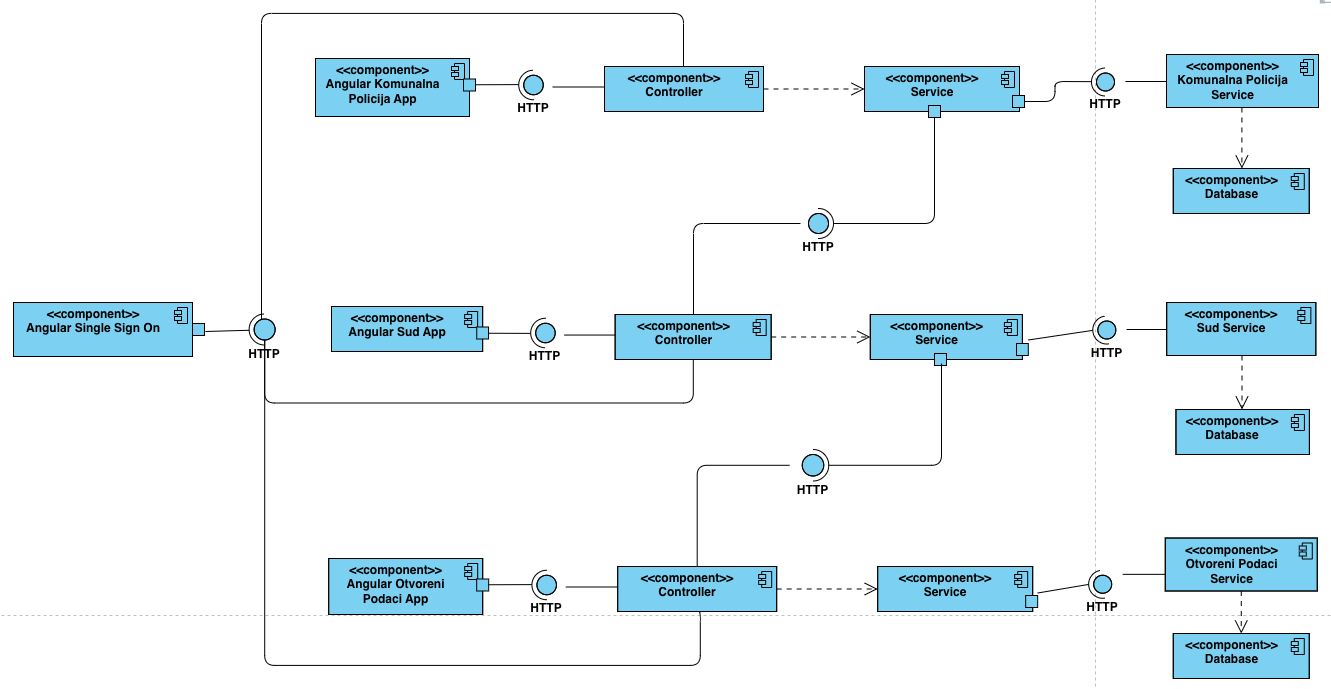 <<component>>
Angular Komunalna
Policija App
HTTP
<<component>>
Controller
<<component>>
Service
HTTP
<<component>>
Komunalna Policija
Service
<<component>>
Database
HTTP
<<component>>
Angular Single Sign On
HTTP
<<component>>
Angular Sud App
HTTP
<<component>>
Controller
<<component>>
Service
HTTP
<<component>>
Sud Service
<<component>>
Database
HTTP
<<component>>
Angular Otvoreni
Podaci App
HTTP
<<component>>
Controller
<<component>>
Service
HTTP
<<component>>
Otvoreni Podaci
Service
<<component>>
Database